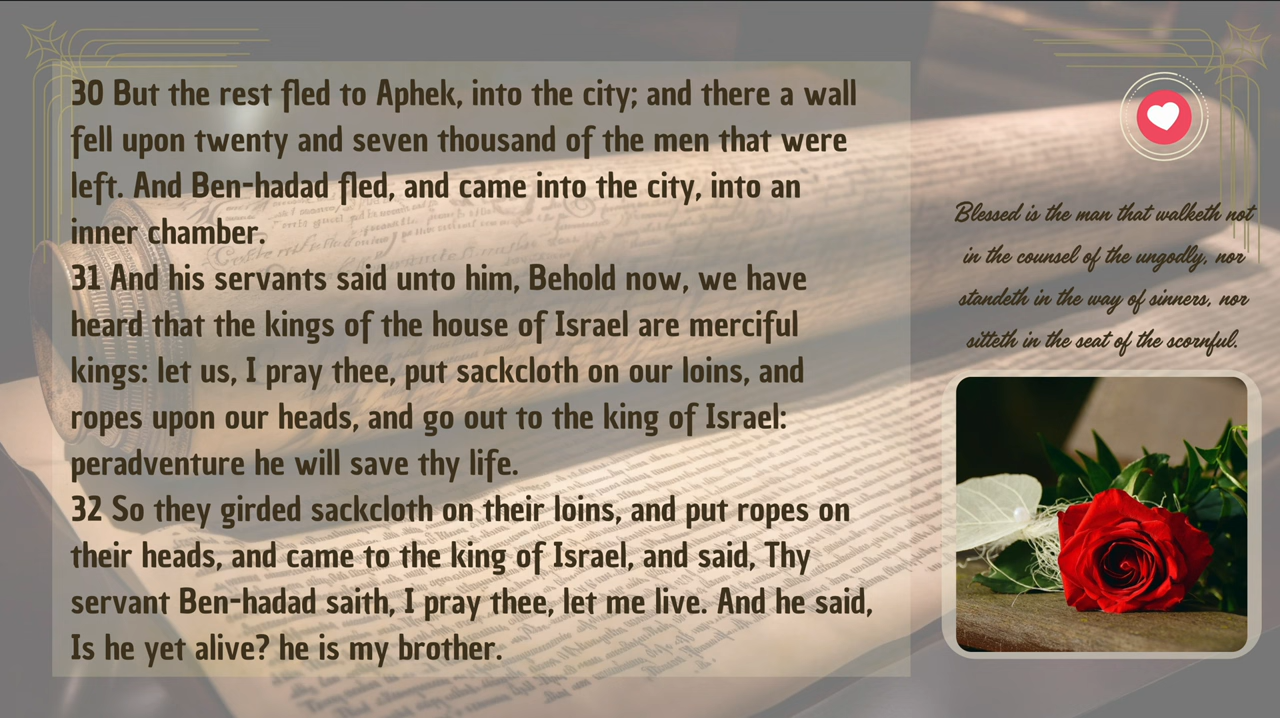 30 But the rest fled to Aphek, into the city; and there a wall
fell upon twenty and seven thousand of the men that were
left. And Ben-hadad fled, and came into the city, into an
inner chamber.
31 And his servants said unto him, Behold now, we have
heard that the kings of the house of Israel are merciful
kings: let us, I pray thee, put sackcloth on our loins, and
ropes upon our heads, and go out to the king of Israel:
peradventure he will save thy life.
32 So they girded sackcloth on their loins, and put ropes on
their heads, and came to the king of Israel, and said, Thy
servant Ben-hadad saith, I pray thee, let me live. And he said,
Is he yet alive? he is my brother.
Blessed is the man that walketh not
in the counsel of the ungodly, nor
standeth in the way of sinners, nor
sitteth in the seat of the scornful.